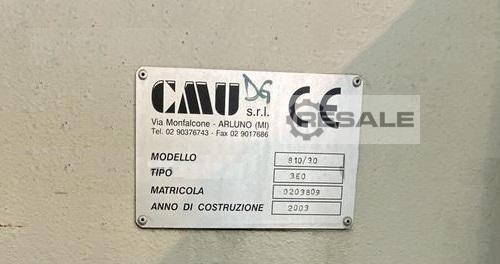 CMU DG
s.r.l. CE
Via Monfalcone - ARLUNO (MI)
Tel. 02 90376743 - Fax 02 9017686
RESALE
MODELLO 810/30
TIPO 3E0
MATRICOLA 0203809
ANNO DI COSTRUZIONE 2003